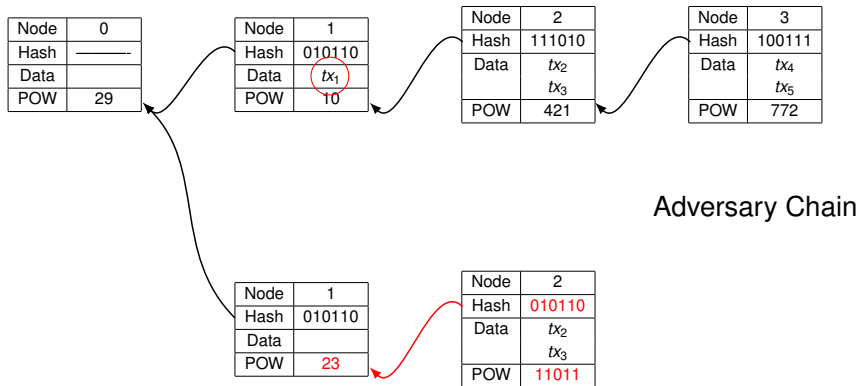 Node 0
Hash ————-
Data
POW 29
Node 1
Hash 010110
Data tx1
POW 10
Node 2
Hash 111010
Data tx2
tx3
POW 421
Node 3
Hash 100111
Data tx4
tx5
POW 772
Adversary Chain
Node 1
Hash 010110
Data
POW 23
Node 2
Hash 010110
Data tx2
tx3
POW 11011